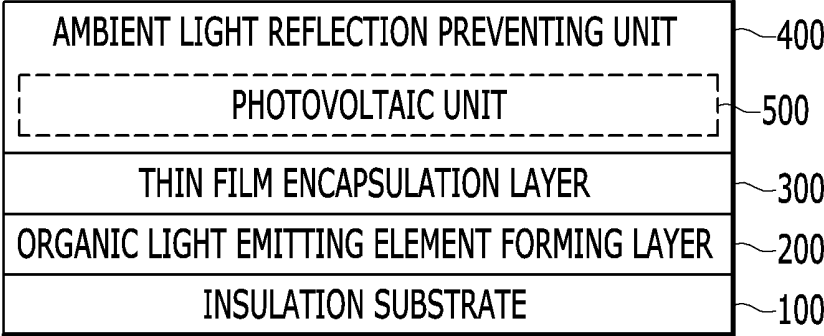 AMBIENT LIGHT REFLECTION PREVENTING UNIT 400
PHOTOVOLTAIC UNIT 500
THIN FILM ENCAPSULATION LAYER 300
ORGANIC LIGHT EMITTING ELEMENT FORMING LAYER 200
INSULATION SUBSTRATE 100